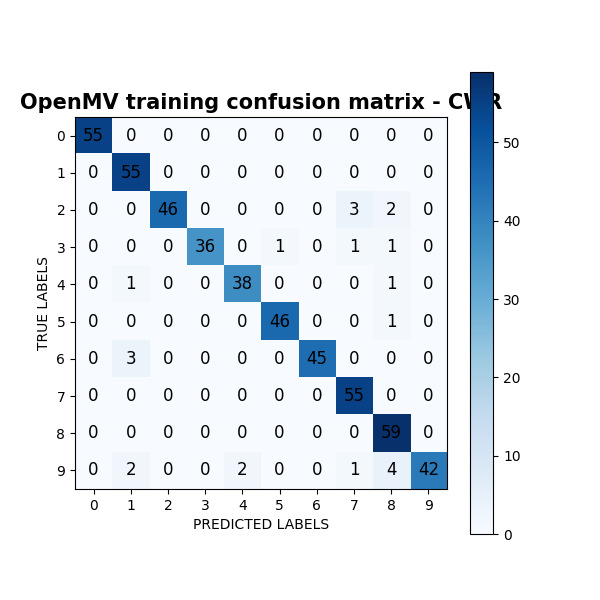 OpenMV training confusion matrix - CWR
0 55 0 0 0 0 0 0 0 0 0
1 0 55 0 0 0 0 0 0 0 0
2 0 0 46 0 0 0 0 3 2 0
3 0 0 0 36 0 1 0 1 1 0
4 0 1 0 0 38 0 0 0 1 0
5 0 0 0 0 0 46 0 0 1 0
6 0 3 0 0 0 0 45 0 0 0
7 0 0 0 0 0 0 0 55 0 0
8 0 0 0 0 0 0 0 0 59 0
9 0 2 0 0 2 0 0 1 4 42
0 1 2 3 4 5 6 7 8 9
PREDICTED LABELS
TRUE LABELS
50
40
30
20
10
0